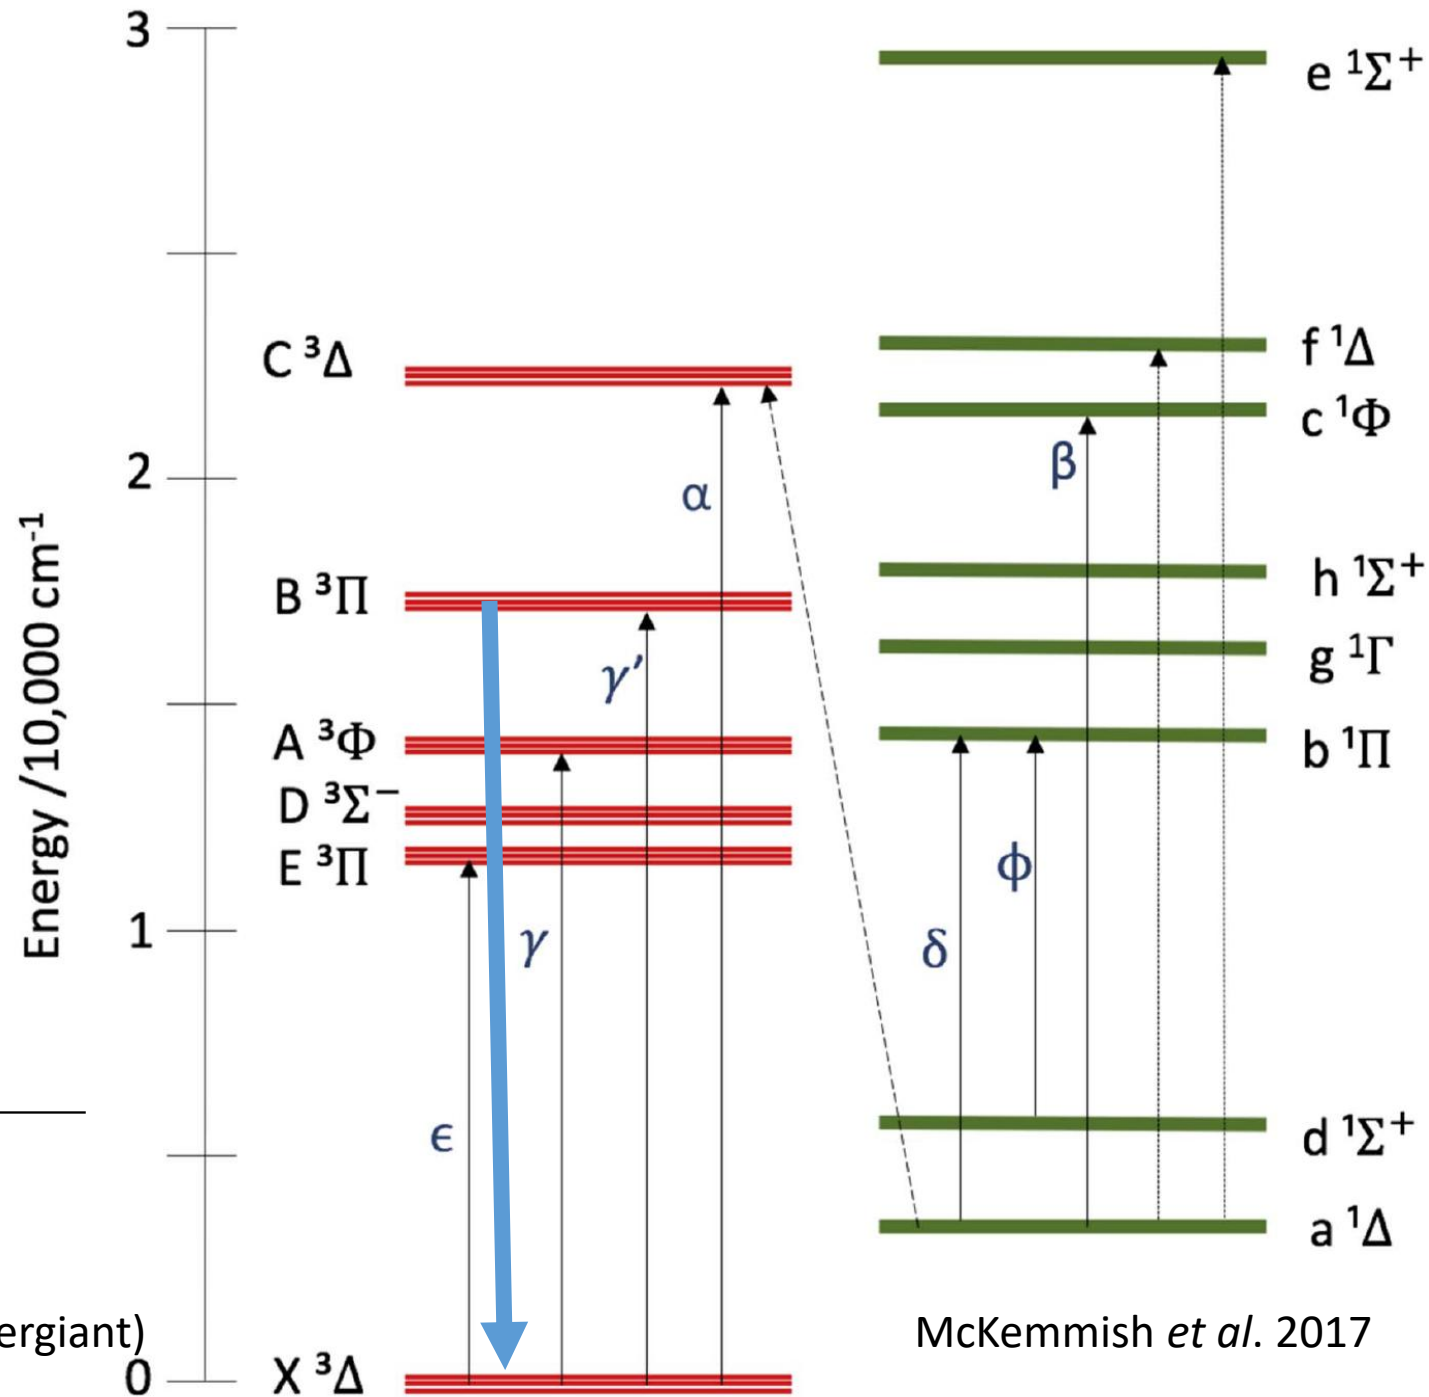 3
e ¹Σ⁺
C ³Δ
f ¹Δ
c ¹Φ
2
β
α
B ³Π
h ¹Σ⁺
γ′
g ¹Γ
A ³Φ
b ¹Π
D ³Σ⁻
E ³Π
ϕ
1
γ
δ
Energy /10,000 cm⁻¹
ϵ
d ¹Σ⁺
a ¹Δ
ergiant)
McKemmish et al. 2017
0
X ³Δ